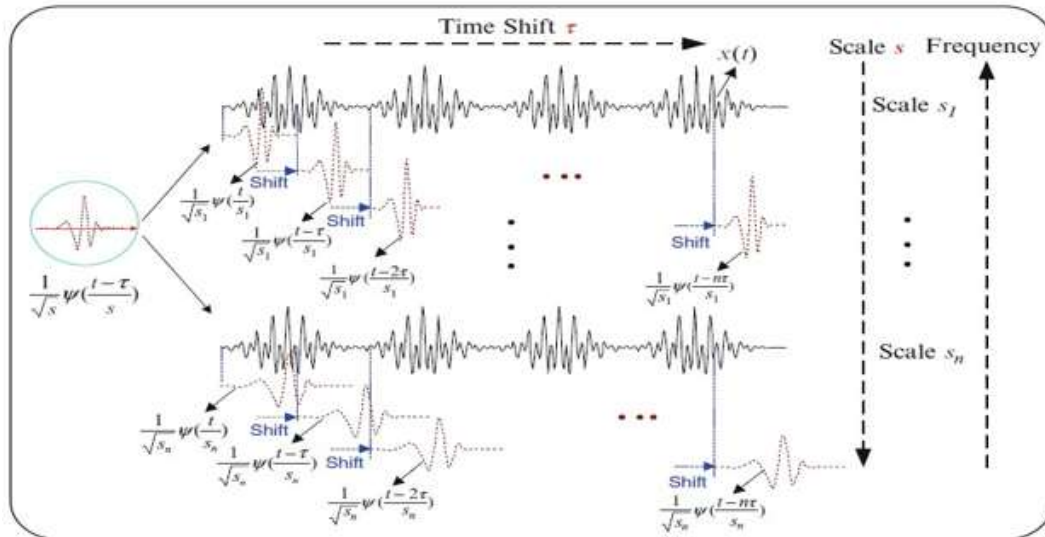 Time Shift τ
x(t)
Scale s Frequency
Scale s₁
Shift
Shift
Shift
1/√s₁ ψ(t/s₁)
1/√s₁ ψ((t−τ)/s₁)
1/√s₁ ψ((t−2τ)/s₁)
1/√s₁ ψ((t−nτ)/s₁)
1/√s ψ((t−τ)/s)
Scale sₙ
Shift
Shift
Shift
1/√sₙ ψ(t/sₙ)
1/√sₙ ψ((t−τ)/sₙ)
1/√sₙ ψ((t−2τ)/sₙ)
1/√sₙ ψ((t−nτ)/sₙ)